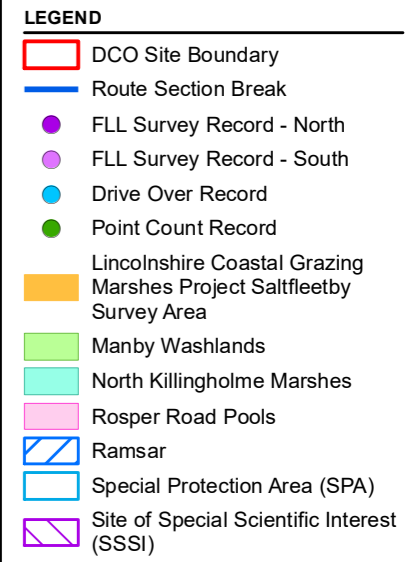 LEGEND
DCO Site Boundary
Route Section Break
FLL Survey Record - North
FLL Survey Record - South
Drive Over Record
Point Count Record
Lincolnshire Coastal Grazing
Marshes Project Saltfleetby
Survey Area
Manby Washlands
North Killingholme Marshes
Rosper Road Pools
Ramsar
Special Protection Area (SPA)
Site of Special Scientific Interest
(SSSI)